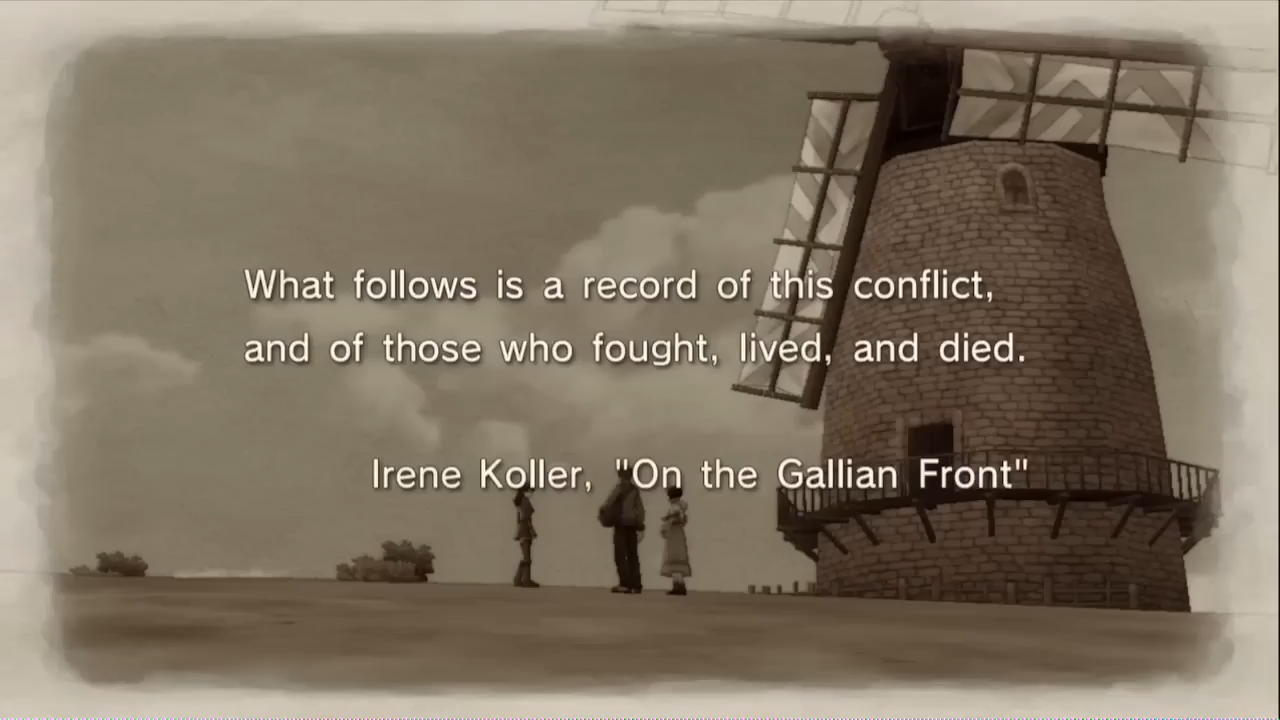 What follows is a record of this conflict,
and of those who fought, lived, and died.
Irene Koller, "On the Gallian Front"